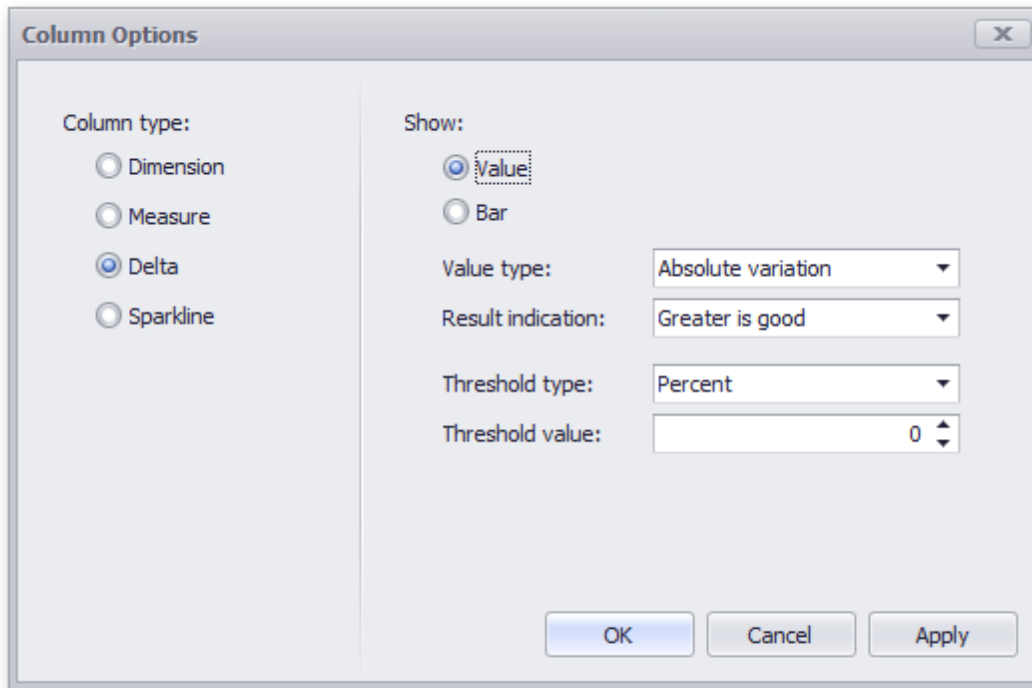 Column Options
Column type:
Dimension
Measure
Delta
Sparkline
Show:
Value
Bar
Value type: Absolute variation
Result indication: Greater is good
Threshold type: Percent
Threshold value: 0
OK Cancel Apply